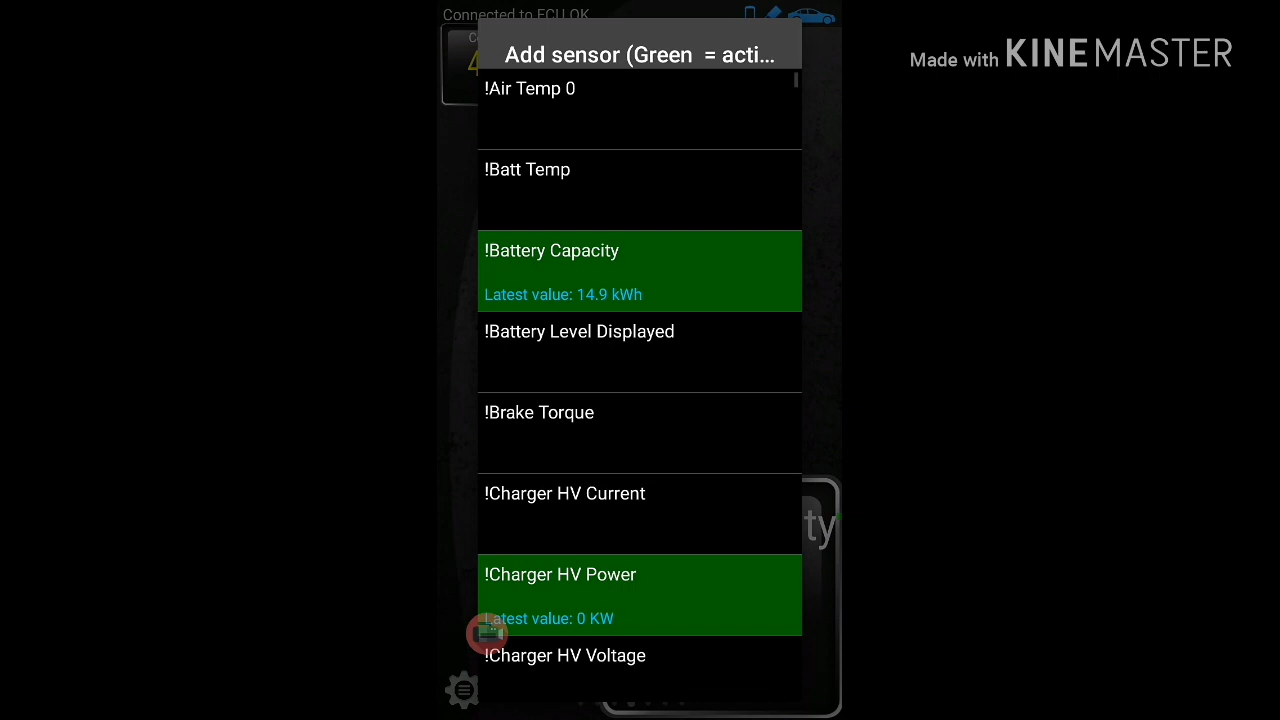 Connected to ECU OK
Add sensor (Green = acti...
Made with KINEMASTER
!Air Temp 0
!Batt Temp
!Battery Capacity
Latest value: 14.9 kWh
!Battery Level Displayed
!Brake Torque
!Charger HV Current
ty
!Charger HV Power
Latest value: 0 KW
!Charger HV Voltage